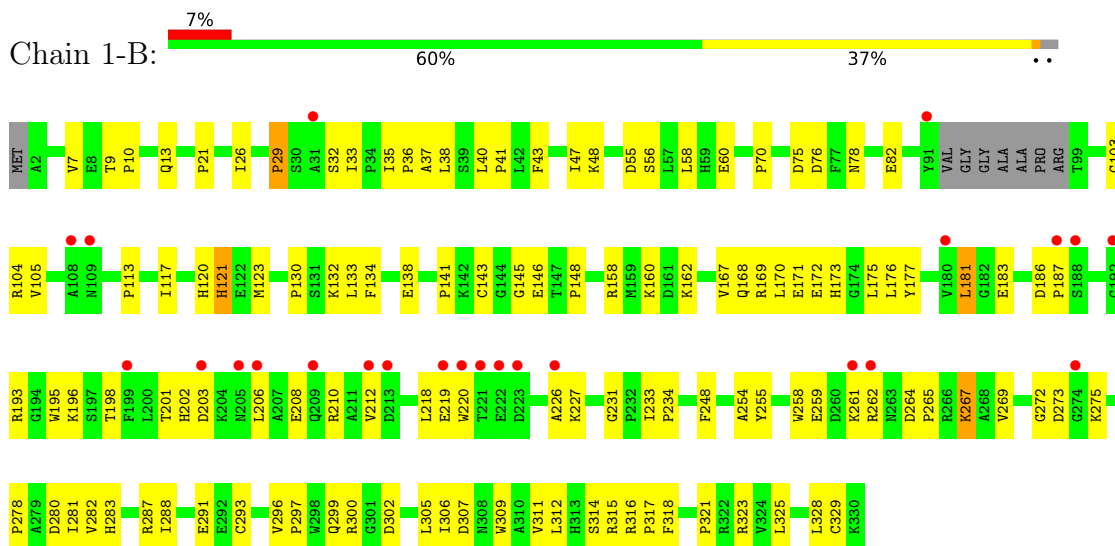 7%
Chain 1-B:
60% 37% ..
MET A2 V7 E8 T9 P10 Q13 P21 I26 P29 S30 A31 S32 I33 P34 I35 P36 A37 L38 S39 L40 P41 L42 F43 I47 K48 D55 S56 L57 L58 H59 E60 P70 D75 D76 F77 N78 E82 Y91 VAL GLY GLY ALA ALA PRO ARG T99 G103
R104 V105 A108 N109 P113 I117 H120 H121 E122 M123 P130 S131 K132 L133 F134 E138 P141 K142 C143 G144 G145 E146 T147 P148 R158 M159 K160 D161 K162 V167 Q168 R169 L170 E171 E172 H173 G174 L175 L176 Y177 V180 L181 G182 E183 D186 P187 S188
R193 G194 W195 K196 S197 T198 F199 L200 T201 H202 D203 K204 N205 L206 A207 E208 Q209 R210 A211 V212 D213 L218 E219 W220 T221 E222 D223 A226 K227 G231 P232 I233 P234 F248 A254 Y255 W258 E259 D260 K261 R262 N263 D264 P265 R266 K267 A268 V269 G272 D273 G274 K275
P278 A279 D280 I281 V282 H283 R287 I288 E291 E292 C293 V296 P297 W298 Q299 R300 G301 D302 L305 I306 D307 N308 W309 A310 V311 L312 H313 S314 R315 R316 P317 F318 P321 R322 R323 V324 L325 L328 C329 K330